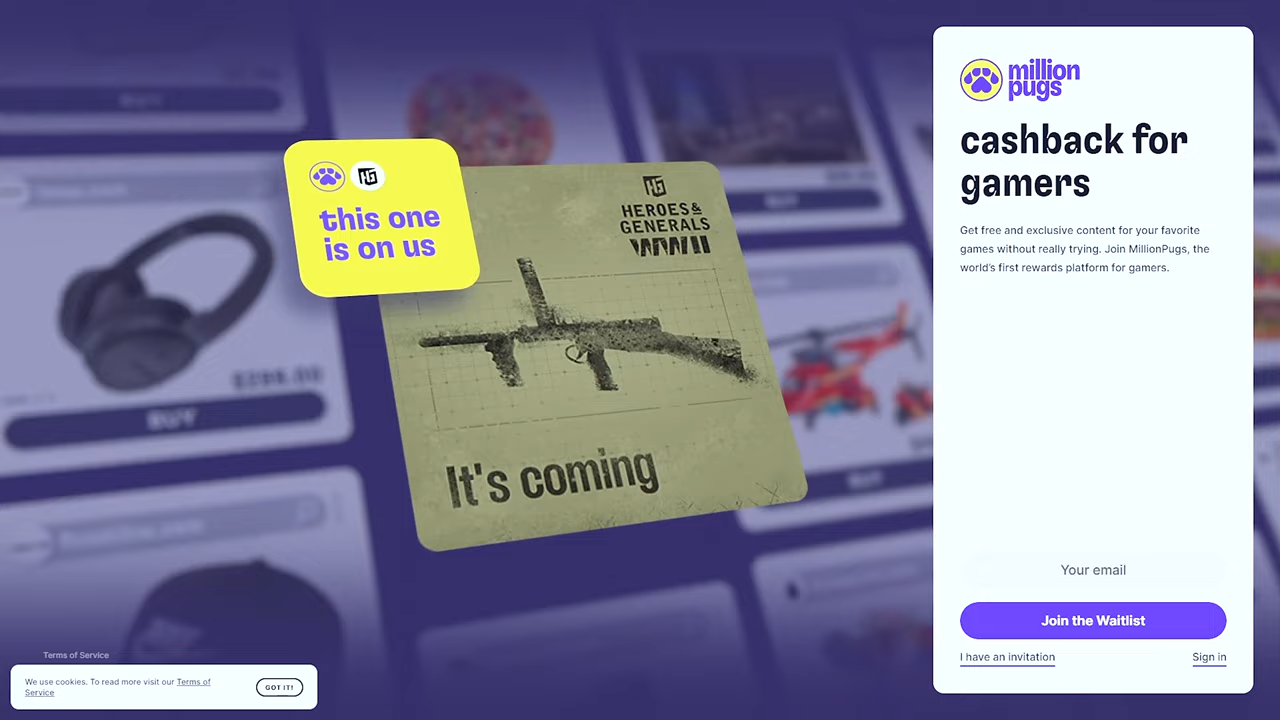 this one
is on us
HEROES &
GENERALS
WWII
It's coming
$299.00
BUY
BUY
BUY
million
pugs
cashback for
gamers
Get free and exclusive content for your favorite
games without really trying. Join MillionPugs, the
world's first rewards platform for gamers.
Your email
Join the Waitlist
I have an invitation
Sign in
Terms of Service
We use cookies. To read more visit our Terms of
Service
GOT IT!